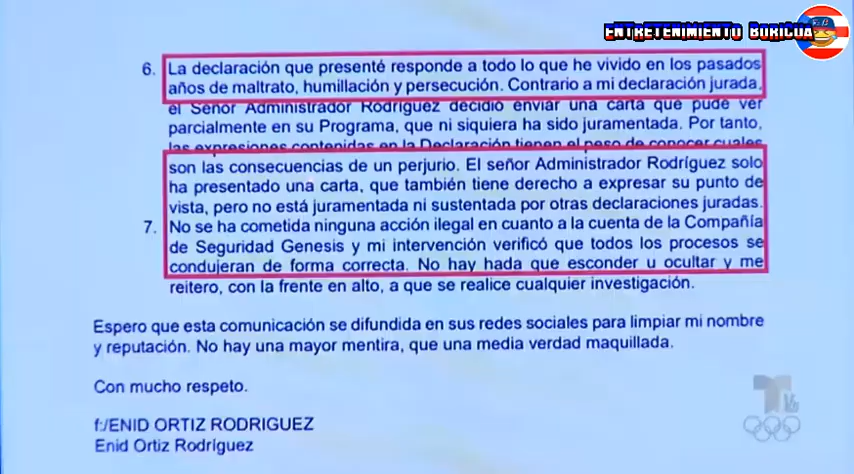 ENTRETENIMIENTO BORICUA
6. La declaración que presenté responde a todo lo que he vivido en los pasados
años de maltrato, humillación y persecución. Contrario a mi declaración jurada,
el Señor Administrador Rodríguez decidió enviar una carta que pude ver
parcialmente en su Programa, que ni siquiera ha sido juramentada. Por tanto,
las expresiones contenidas en la Declaración tienen el peso de conocer cuales
son las consecuencias de un perjurio. El señor Administrador Rodríguez solo
ha presentado una carta, que también tiene derecho a expresar su punto de
vista, pero no está juramentada ni sustentada por otras declaraciones juradas.
7. No se ha cometida ninguna acción ilegal en cuanto a la cuenta de la Compañía
de Seguridad Genesis y mi intervención verificó que todos los procesos se
condujeran de forma correcta. No hay hada que esconder u ocultar y me
reitero, con la frente en alto, a que se realice cualquier investigación.
Espero que esta comunicación se difundida en sus redes sociales para limpiar mi nombre
y reputación. No hay una mayor mentira, que una media verdad maquillada.
Con mucho respeto.
f:/ENID ORTIZ RODRIGUEZ
Enid Ortiz Rodríguez